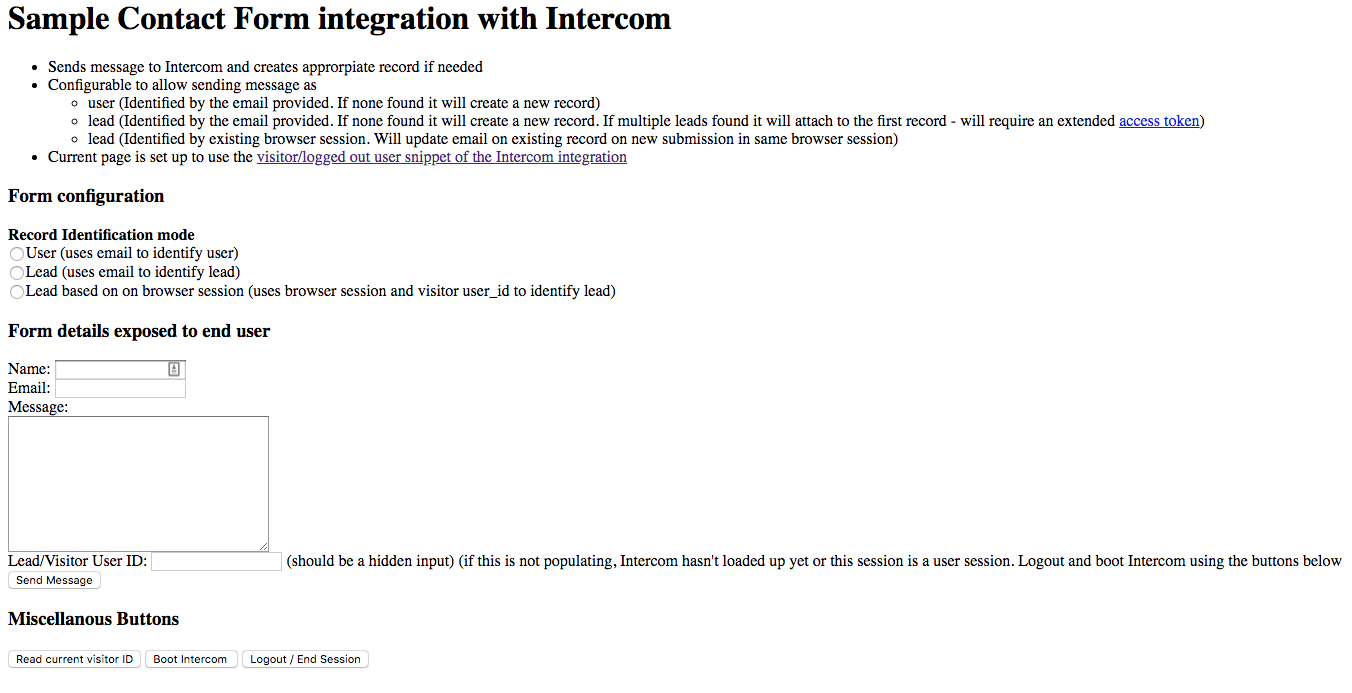 Sample Contact Form integration with Intercom
Sends message to Intercom and creates approrpiate record if needed
Configurable to allow sending message as
user (Identified by the email provided. If none found it will create a new record)
lead (Identified by the email provided. If none found it will create a new record. If multiple leads found it will attach to the first record - will require an extended access token)
lead (Identified by existing browser session. Will update email on existing record on new submission in same browser session)
Current page is set up to use the visitor/logged out user snippet of the Intercom integration
Form configuration
Record Identification mode
User (uses email to identify user)
Lead (uses email to identify lead)
Lead based on on browser session (uses browser session and visitor user_id to identify lead)
Form details exposed to end user
Name:
Email:
Message:
Lead/Visitor User ID: (should be a hidden input) (if this is not populating, Intercom hasn't loaded up yet or this session is a user session. Logout and boot Intercom using the buttons below
Send Message
Miscellanous Buttons
Read current visitor ID Boot Intercom Logout / End Session